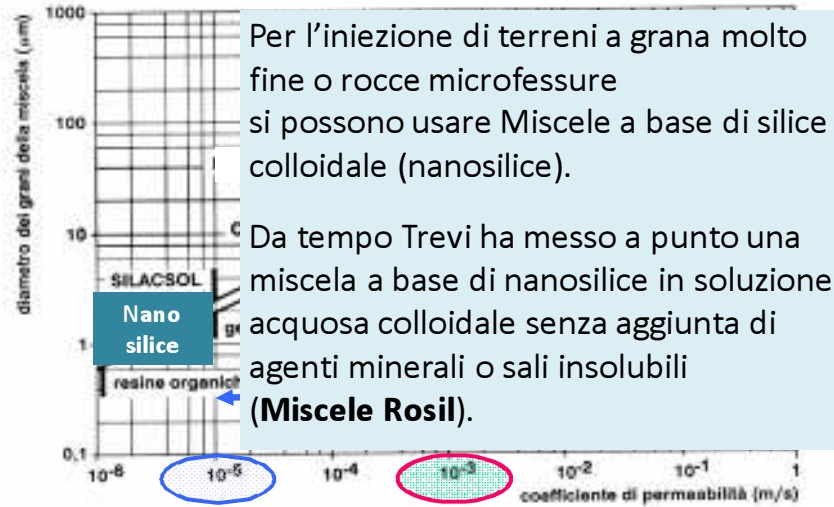 1000
100
10
1
0,1
diametro dei grani della miscela (µm)
Per l’iniezione di terreni a grana molto
fine o rocce microfessure
si possono usare Miscele a base di silice
colloidale (nanosilice).
Da tempo Trevi ha messo a punto una
miscela a base di nanosilice in soluzione
acquosa colloidale senza aggiunta di
agenti minerali o sali insolubili
(Miscele Rosil).
SILACSOL
Nano
silice
resine organich
10⁻⁶ 10⁻⁵ 10⁻⁴ 10⁻³ 10⁻² 10⁻¹ 1
coefficiente di permeabilità (m/s)